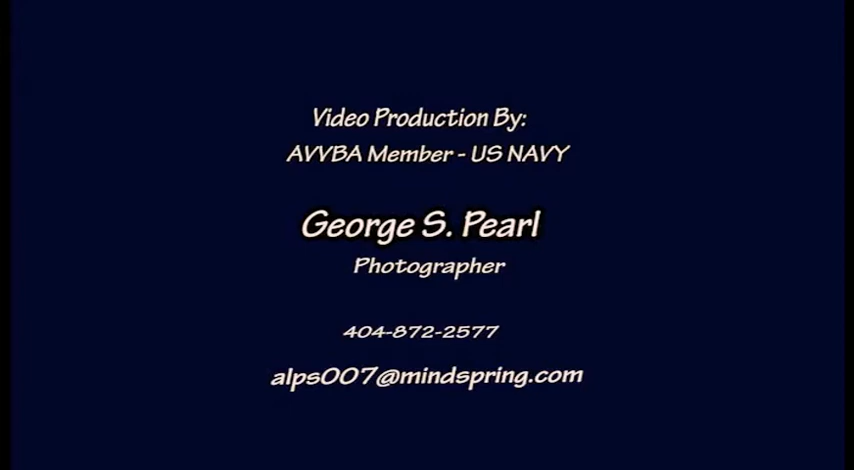 Video Production By:
AVVBA Member - US NAVY
George S. Pearl
Photographer
404-872-2577
alps007@mindspring.com